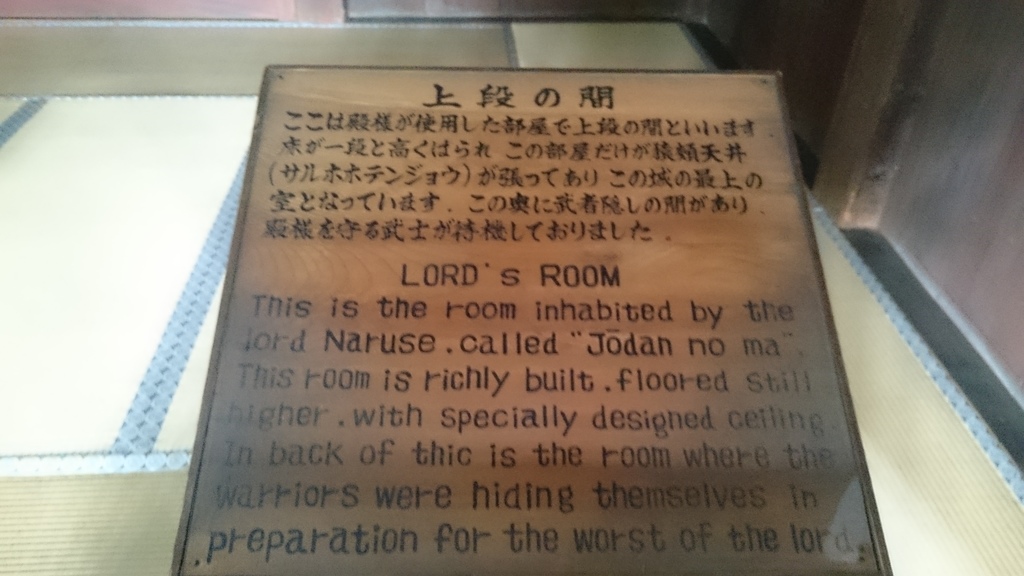 上段の間
ここは殿様が使用した部屋で上段の間といいます
床が一段と高くはられ この部屋だけが猿頬天井
(サルホホテンジョウ)が張ってあり この城の最上の
室となっています. この奥に武者隠しの間があり.
殿様を守る武士が待機しておりました.
LORD's ROOM
This is the room inhabited by the
lord Naruse .called "Jōdan no ma".
This room is richly built .floored still
higher .with specially designed ceiling.
In back of thic is the room where the
warriors were hiding themselves in
preparation for the worst of the lord.